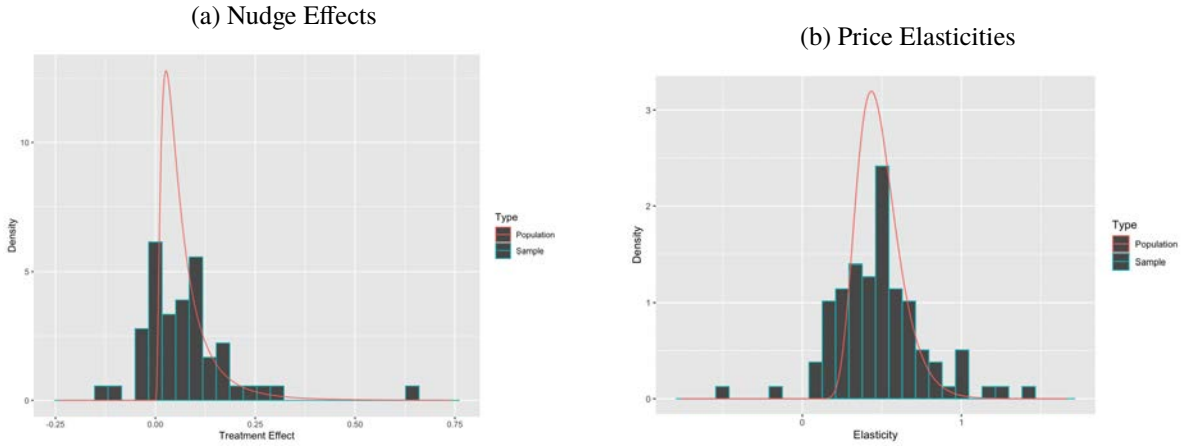 (a) Nudge Effects
10
5
0
Density
-0.25 0.00 0.25 0.50 0.75
Treatment Effect
Type
Population
Sample
(b) Price Elasticities
3
2
1
0
Density
0 1
Elasticity
Type
Population
Sample